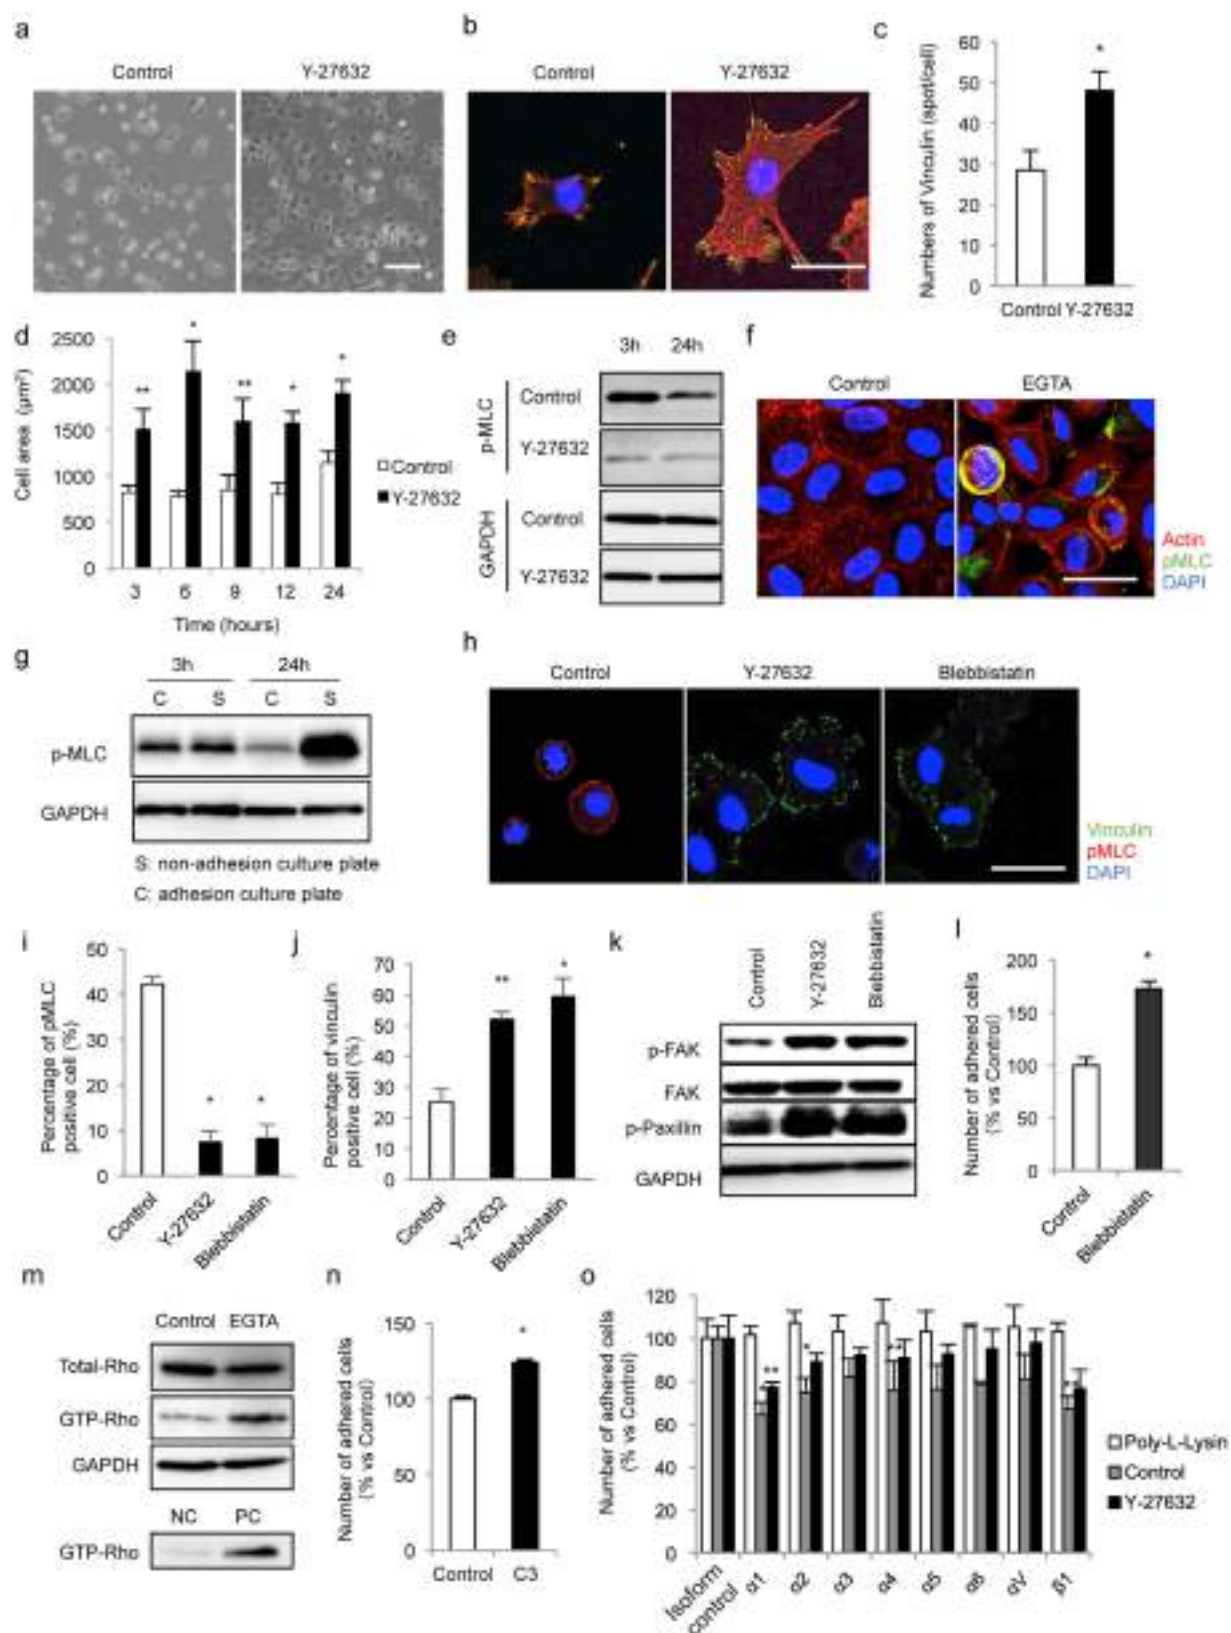 a
Control
Y-27632
b
Control
Y-27632
c
Numbers of Vinculin (spot/cell)
60
50
40
30
20
10
0
*
Control Y-27632
d
Cell area (μm²)
2500
2000
1500
1000
500
0
** * ** * *
3 6 9 12 24
Time (hours)
Control
Y-27632
e
3h 24h
p-MLC
Control
Y-27632
GAPDH
Control
Y-27632
f
Control
EGTA
Actin
pMLC
DAPI
g
3h 24h
C S C S
p-MLC
GAPDH
S: non-adhesion culture plate
C: adhesion culture plate
h
Control
Y-27632
Blebbistatin
Vinculin
pMLC
DAPI
i
Percentage of pMLC
positive cell (%)
50
40
30
20
10
0
* *
Control
Y-27632
Blebbistatin
j
Percentage of vinculin
positive cell (%)
70
60
50
40
30
20
10
0
** *
Control
Y-27632
Blebbistatin
k
Control
Y-27632
Blebbistatin
p-FAK
FAK
p-Paxillin
GAPDH
l
Number of adhered cells
(% vs Control)
200
150
100
50
0
*
Control
Blebbistatin
m
Control EGTA
Total-Rho
GTP-Rho
GAPDH
NC PC
GTP-Rho
n
Number of adhered cells
(% vs Control)
150
100
50
0
*
Control C3
o
Number of adhered cells
(% vs Control)
120
100
80
60
40
20
0
Isoform
control
α1
α2
α3
α4
α5
α6
αV
β1
Poly-L-Lysin
Control
Y-27632